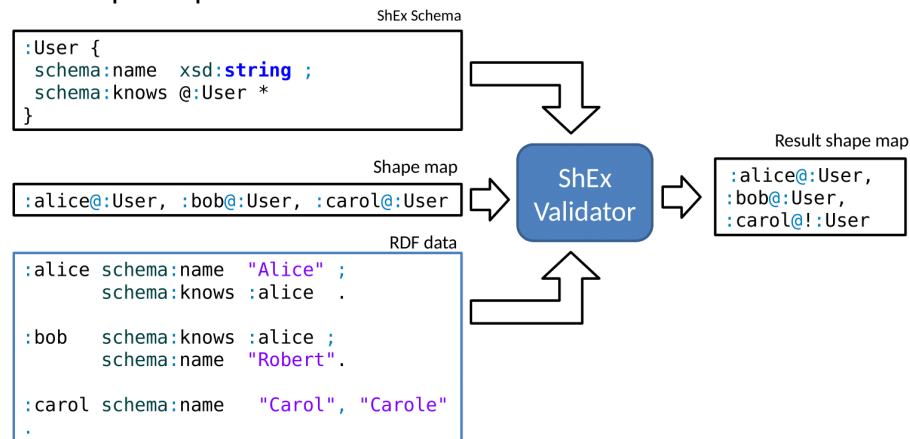 ShEx Schema
:User {
schema:name xsd:string ;
schema:knows @:User *
}
Shape map
:alice@:User, :bob@:User, :carol@:User
RDF data
:alice schema:name "Alice" ;
schema:knows :alice .
:bob schema:knows :alice ;
schema:name "Robert".
:carol schema:name "Carol", "Carole"
.
ShEx
Validator
Result shape map
:alice@:User,
:bob@:User,
:carol@!:User